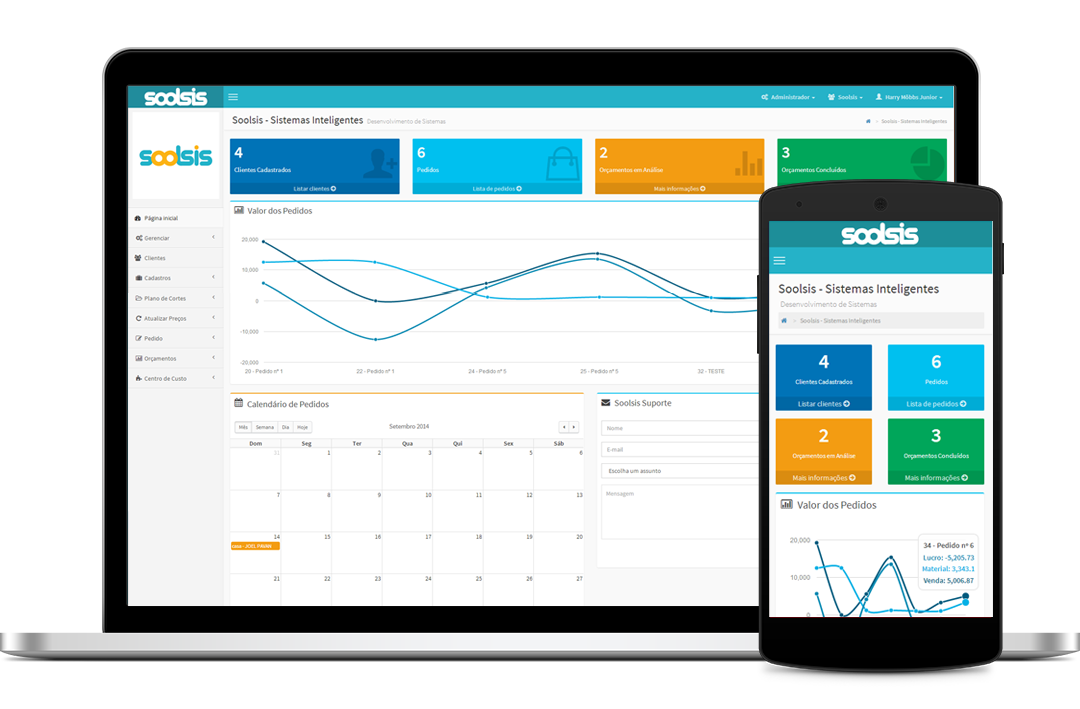 soolsis
Administrador
Soolsis
Harry Möbbs Junior
Soolsis - Sistemas Inteligentes Desenvolvimento de Sistemas
Soolsis - Sistemas Inteligentes
soolsis
4
Clientes Cadastrados
Listar clientes
6
Pedidos
Lista de pedidos
2
Orçamentos em Análise
Mais informações
3
Orçamentos Concluídos
Página Inicial
Gerenciar
Clientes
Cadastros
Plano de Cortes
Atualizar Preços
Pedido
Orçamentos
Centro de Custo
Valor dos Pedidos
20,000
10,000
0
-10,000
-20,000
20 - Pedido nº 1
22 - Pedido nº 1
24 - Pedido nº 5
25 - Pedido nº 5
32 - TESTE
Calendário de Pedidos
Mês Semana Dia Hoje
Setembro 2014
Dom Seg Ter Qua Qui Sex Sáb
31 1 2 3 4 5 6
7 8 9 10 11 12 13
14 15 16 17 18 19 20
JOEL PAVAN
21 22 23 24 25 26 27
Soolsis Suporte
Nome
E-mail
Escolha um assunto
Mensagem
soolsis
Soolsis - Sistemas Inteligentes
Desenvolvimento de Sistemas
Soolsis - Sistemas Inteligentes
4
Clientes Cadastrados
Listar clientes
6
Pedidos
Lista de pedidos
2
Orçamentos em Análise
Mais informações
3
Orçamentos Concluídos
Mais informações
Valor dos Pedidos
20,000
10,000
0
34 - Pedido nº 6
Lucro: -5,205.73
Material: 3,343.1
Venda: 5,006.87